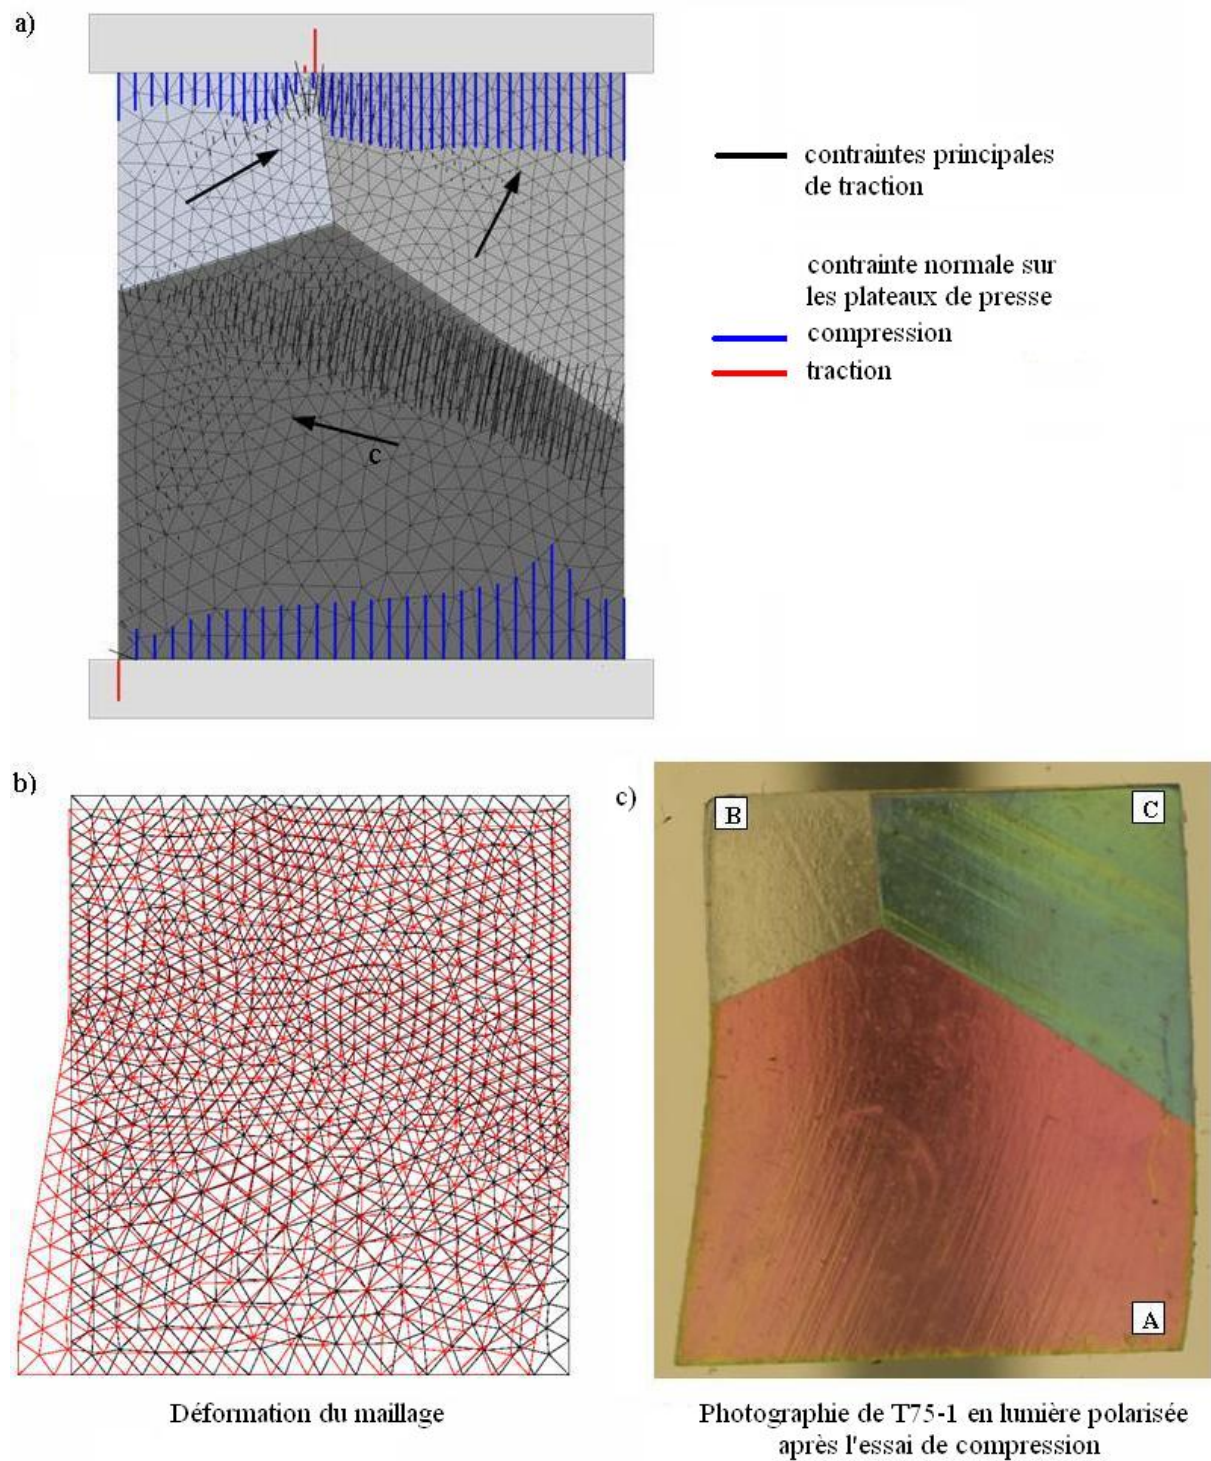 a)
contraintes principales
de traction
contrainte normale sur
les plateaux de presse
compression
traction
c
b)
c)
B
C
A
Déformation du maillage
Photographie de T75-1 en lumière polarisée
après l'essai de compression